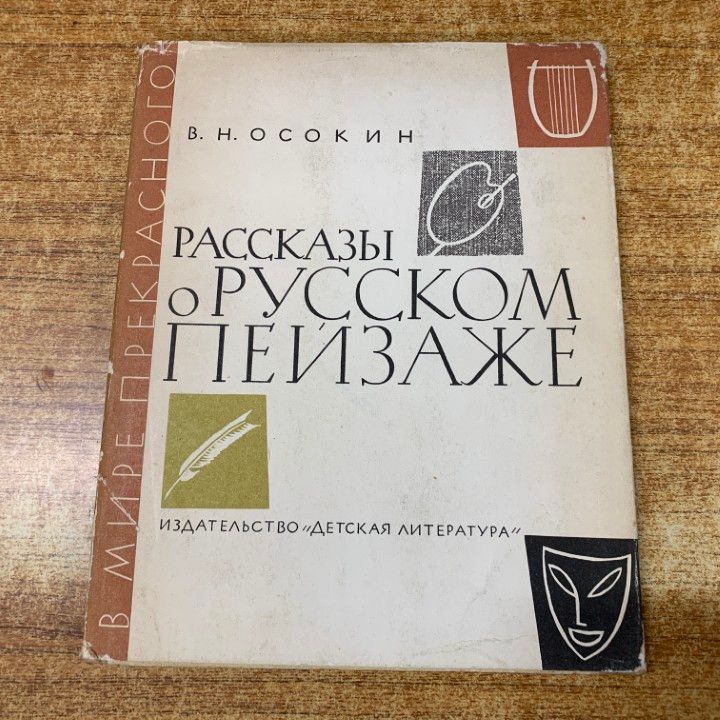 В. Н. ОСОКИН
РАССКАЗЫ
О РУССКОМ
ПЕЙЗАЖЕ
ИЗДАТЕЛЬСТВО „ДЕТСКАЯ ЛИТЕРАТУРА"
В МИРЕ ПРЕКРАСНОГО